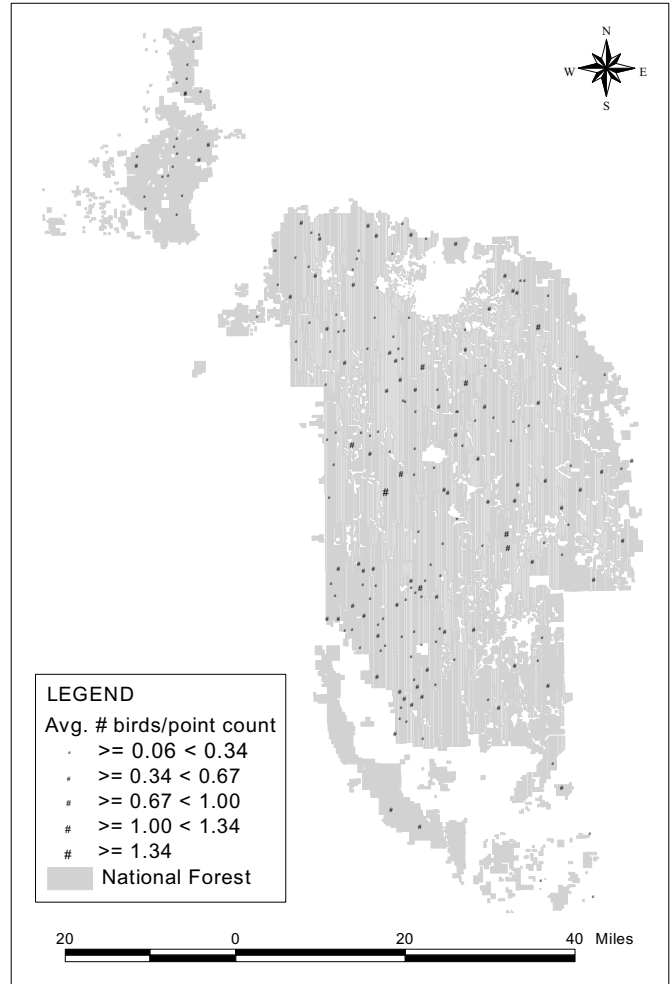 N
W E
S
LEGEND
Avg. # birds/point count
>= 0.06 < 0.34
# >= 0.34 < 0.67
# >= 0.67 < 1.00
# >= 1.00 < 1.34
# >= 1.34
National Forest
20 0 20 40 Miles